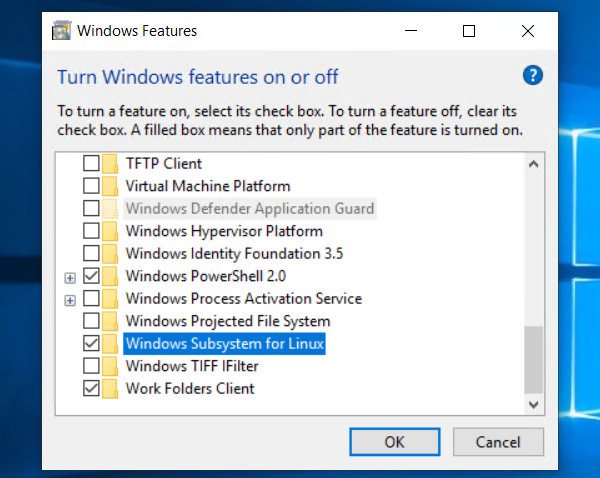 Windows Features
Turn Windows features on or off
?
To turn a feature on, select its check box. To turn a feature off, clear its
check box. A filled box means that only part of the feature is turned on.
TFTP Client
Virtual Machine Platform
Windows Defender Application Guard
Windows Hypervisor Platform
Windows Identity Foundation 3.5
Windows PowerShell 2.0
Windows Process Activation Service
Windows Projected File System
Windows Subsystem for Linux
Windows TIFF IFilter
Work Folders Client
OK Cancel